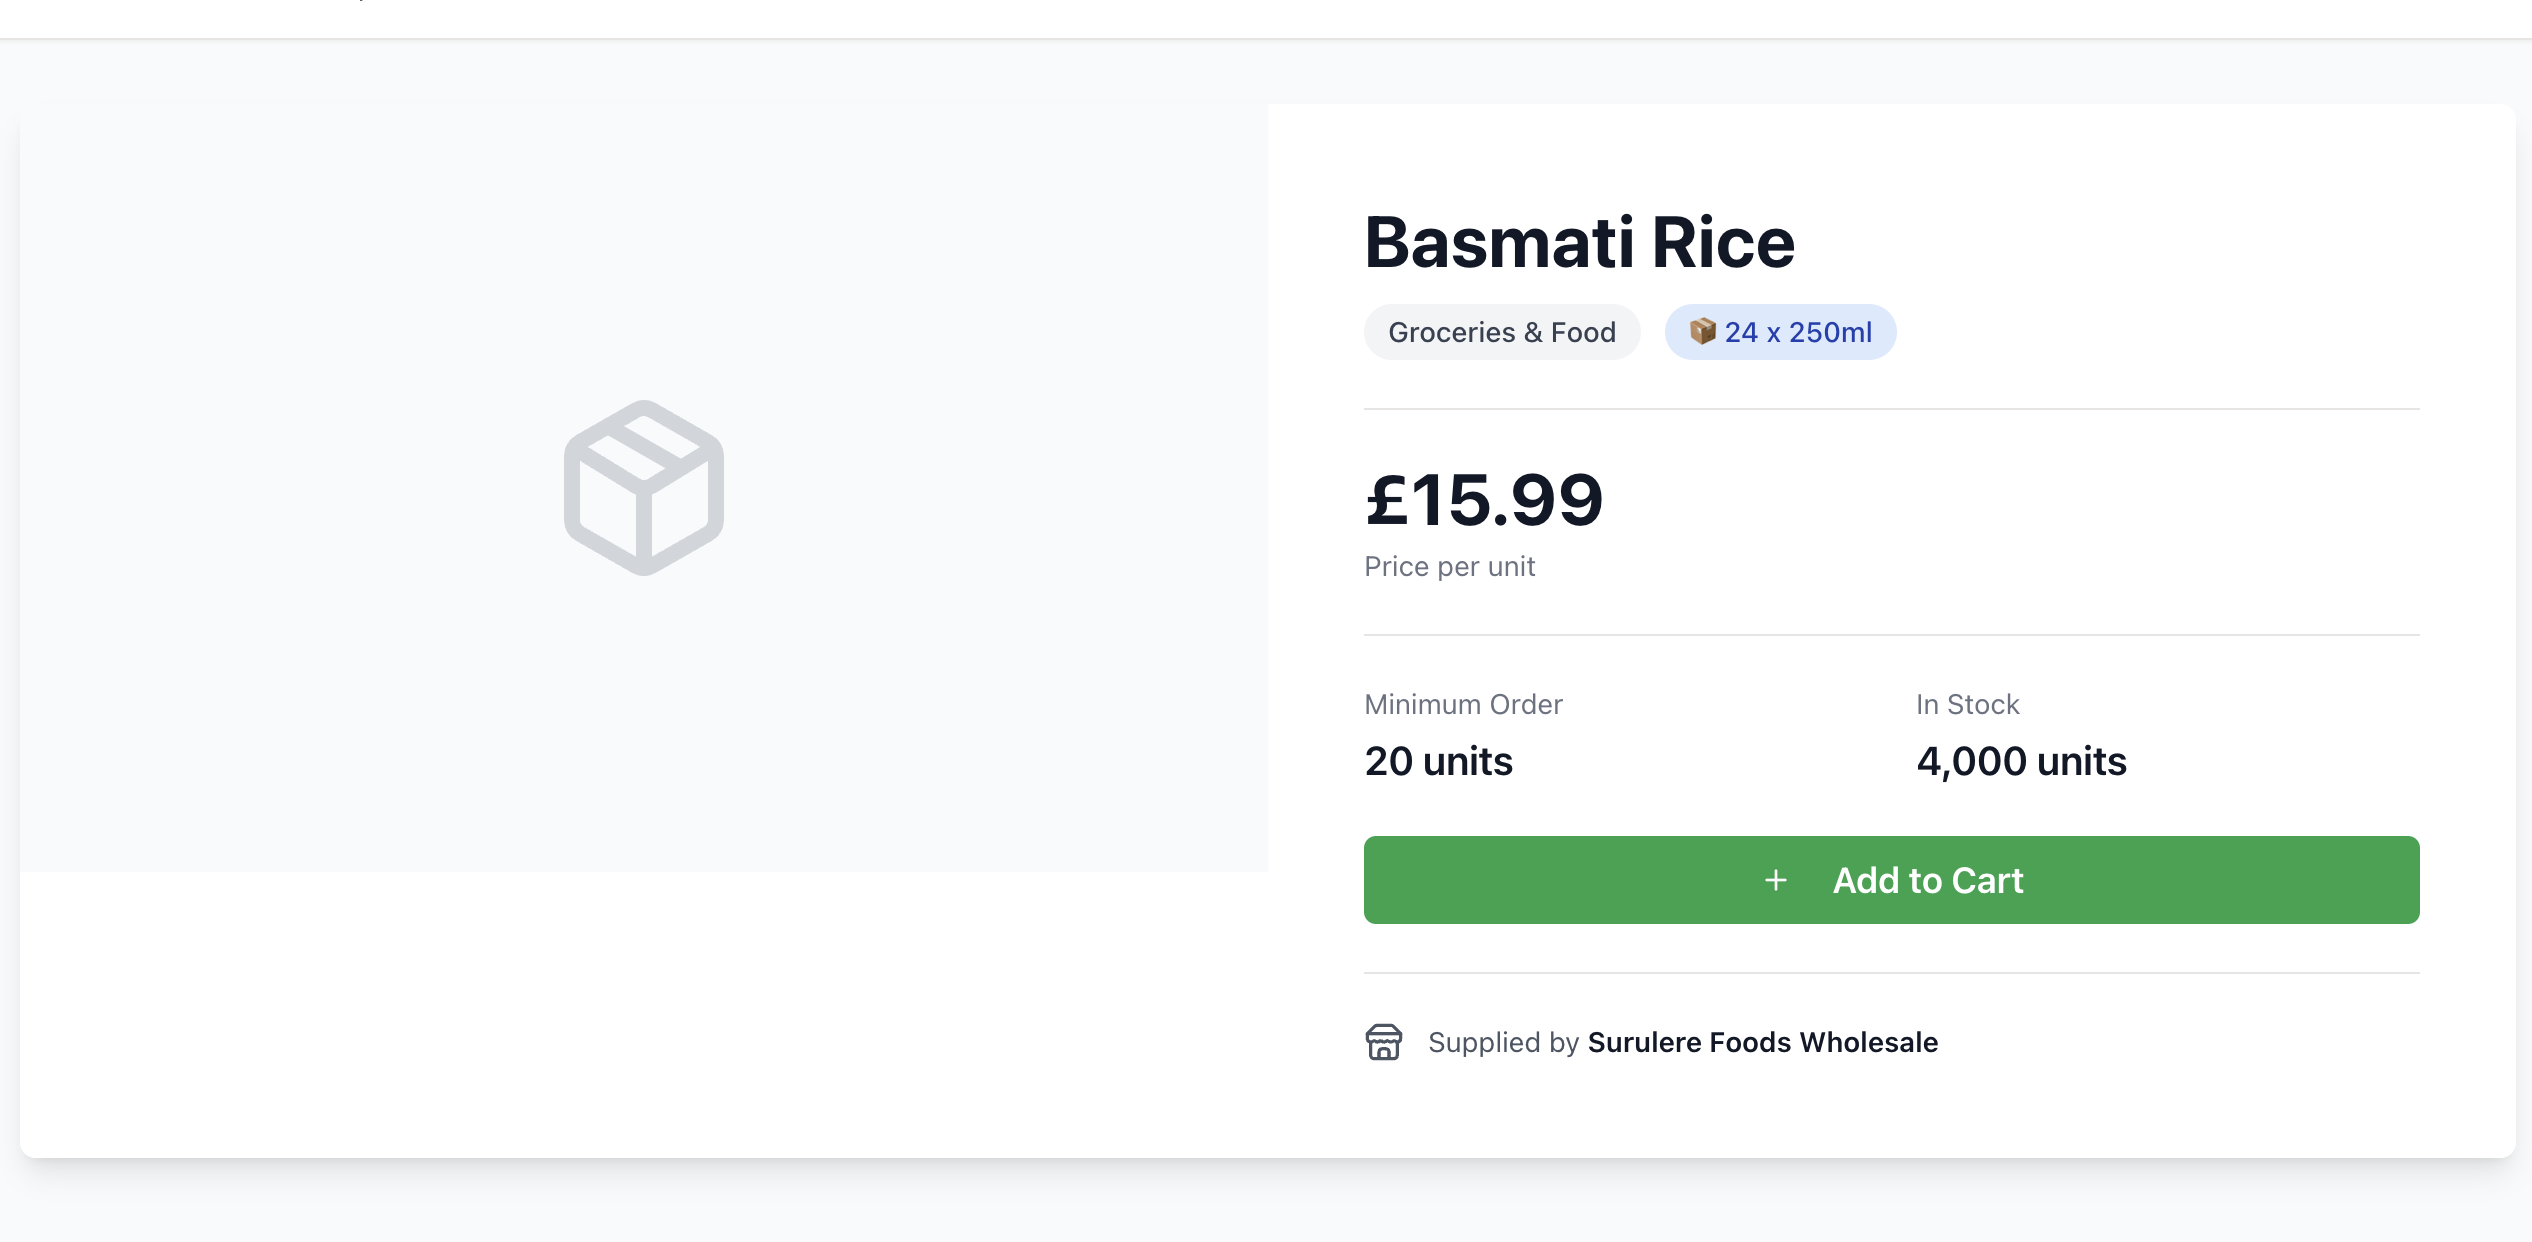 Basmati Rice
Groceries & Food
📦 24 x 250ml
£15.99
Price per unit
Minimum Order
20 units
In Stock
4,000 units
+ Add to Cart
Supplied by Surulere Foods Wholesale